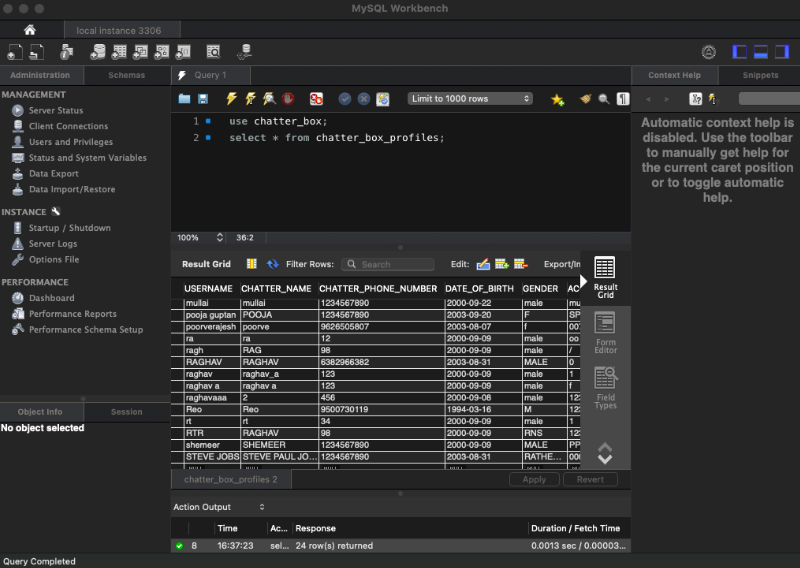 MySQL Workbench
local instance 3306
Administration
Schemas
Query 1
Context Help
Snippets
MANAGEMENT
Server Status
Client Connections
Users and Privileges
Status and System Variables
Data Export
Data Import/Restore
INSTANCE
Startup / Shutdown
Server Logs
Options File
PERFORMANCE
Dashboard
Performance Reports
Performance Schema Setup
Object Info
Session
No object selected
Limit to 1000 rows
1 use chatter_box;
2 select * from chatter_box_profiles;
100% 36:2
Result Grid Filter Rows: Search Edit: Export/Im
USERNAME CHATTER_NAME CHATTER_PHONE_NUMBER DATE_OF_BIRTH GENDER AC
mullai mullai 1234567890 2000-09-22 male mu
pooja guptan POOJA 1234567890 2003-09-20 F SP
poorverajesh poorve 9626505807 2003-08-07 f 007
ra ra 12 2000-09-09 male oo
ragh RAG 98 2000-09-09 male /
RAGHAV RAGHAV 6382966382 2003-08-31 MALE 0
raghav raghav_a 123 2000-09-09 male 1
raghav a raghav a 123 2000-09-09 male f
raghavaaa 2 456 2000-09-08 male 123
Reo Reo 9500730119 1994-03-16 M 123
rt rt 34 2000-09-09 male 1
RTR RAGHAV 98 2000-09-09 RNS 123
shemeer SHEMEER 1234567890 2000-09-09 MALE PP
STEVE JOBS STEVE PAUL JO... 1234567890 2003-08-31 RATHE... 000
Result
Grid
Form
Editor
Field
Types
chatter_box_profiles 2
Apply
Revert
Action Output
Time Ac... Response Duration / Fetch Time
8 16:37:23 sel... 24 row(s) returned 0.0013 sec / 0.00003...
Automatic context help is
disabled. Use the toolbar
to manually get help for
the current caret position
or to toggle automatic
help.
Query Completed